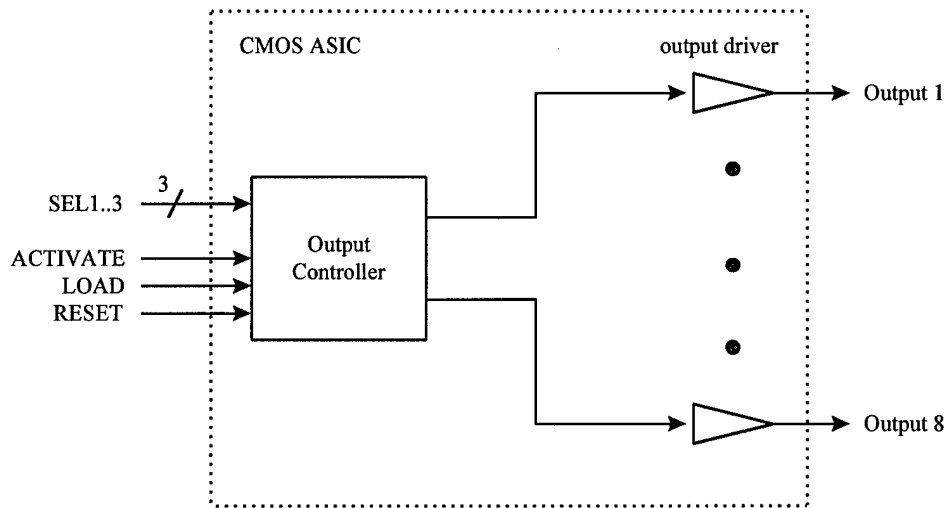 CMOS ASIC
output driver
Output 1
3
SEL1..3
ACTIVATE
LOAD
RESET
Output
Controller
Output 8